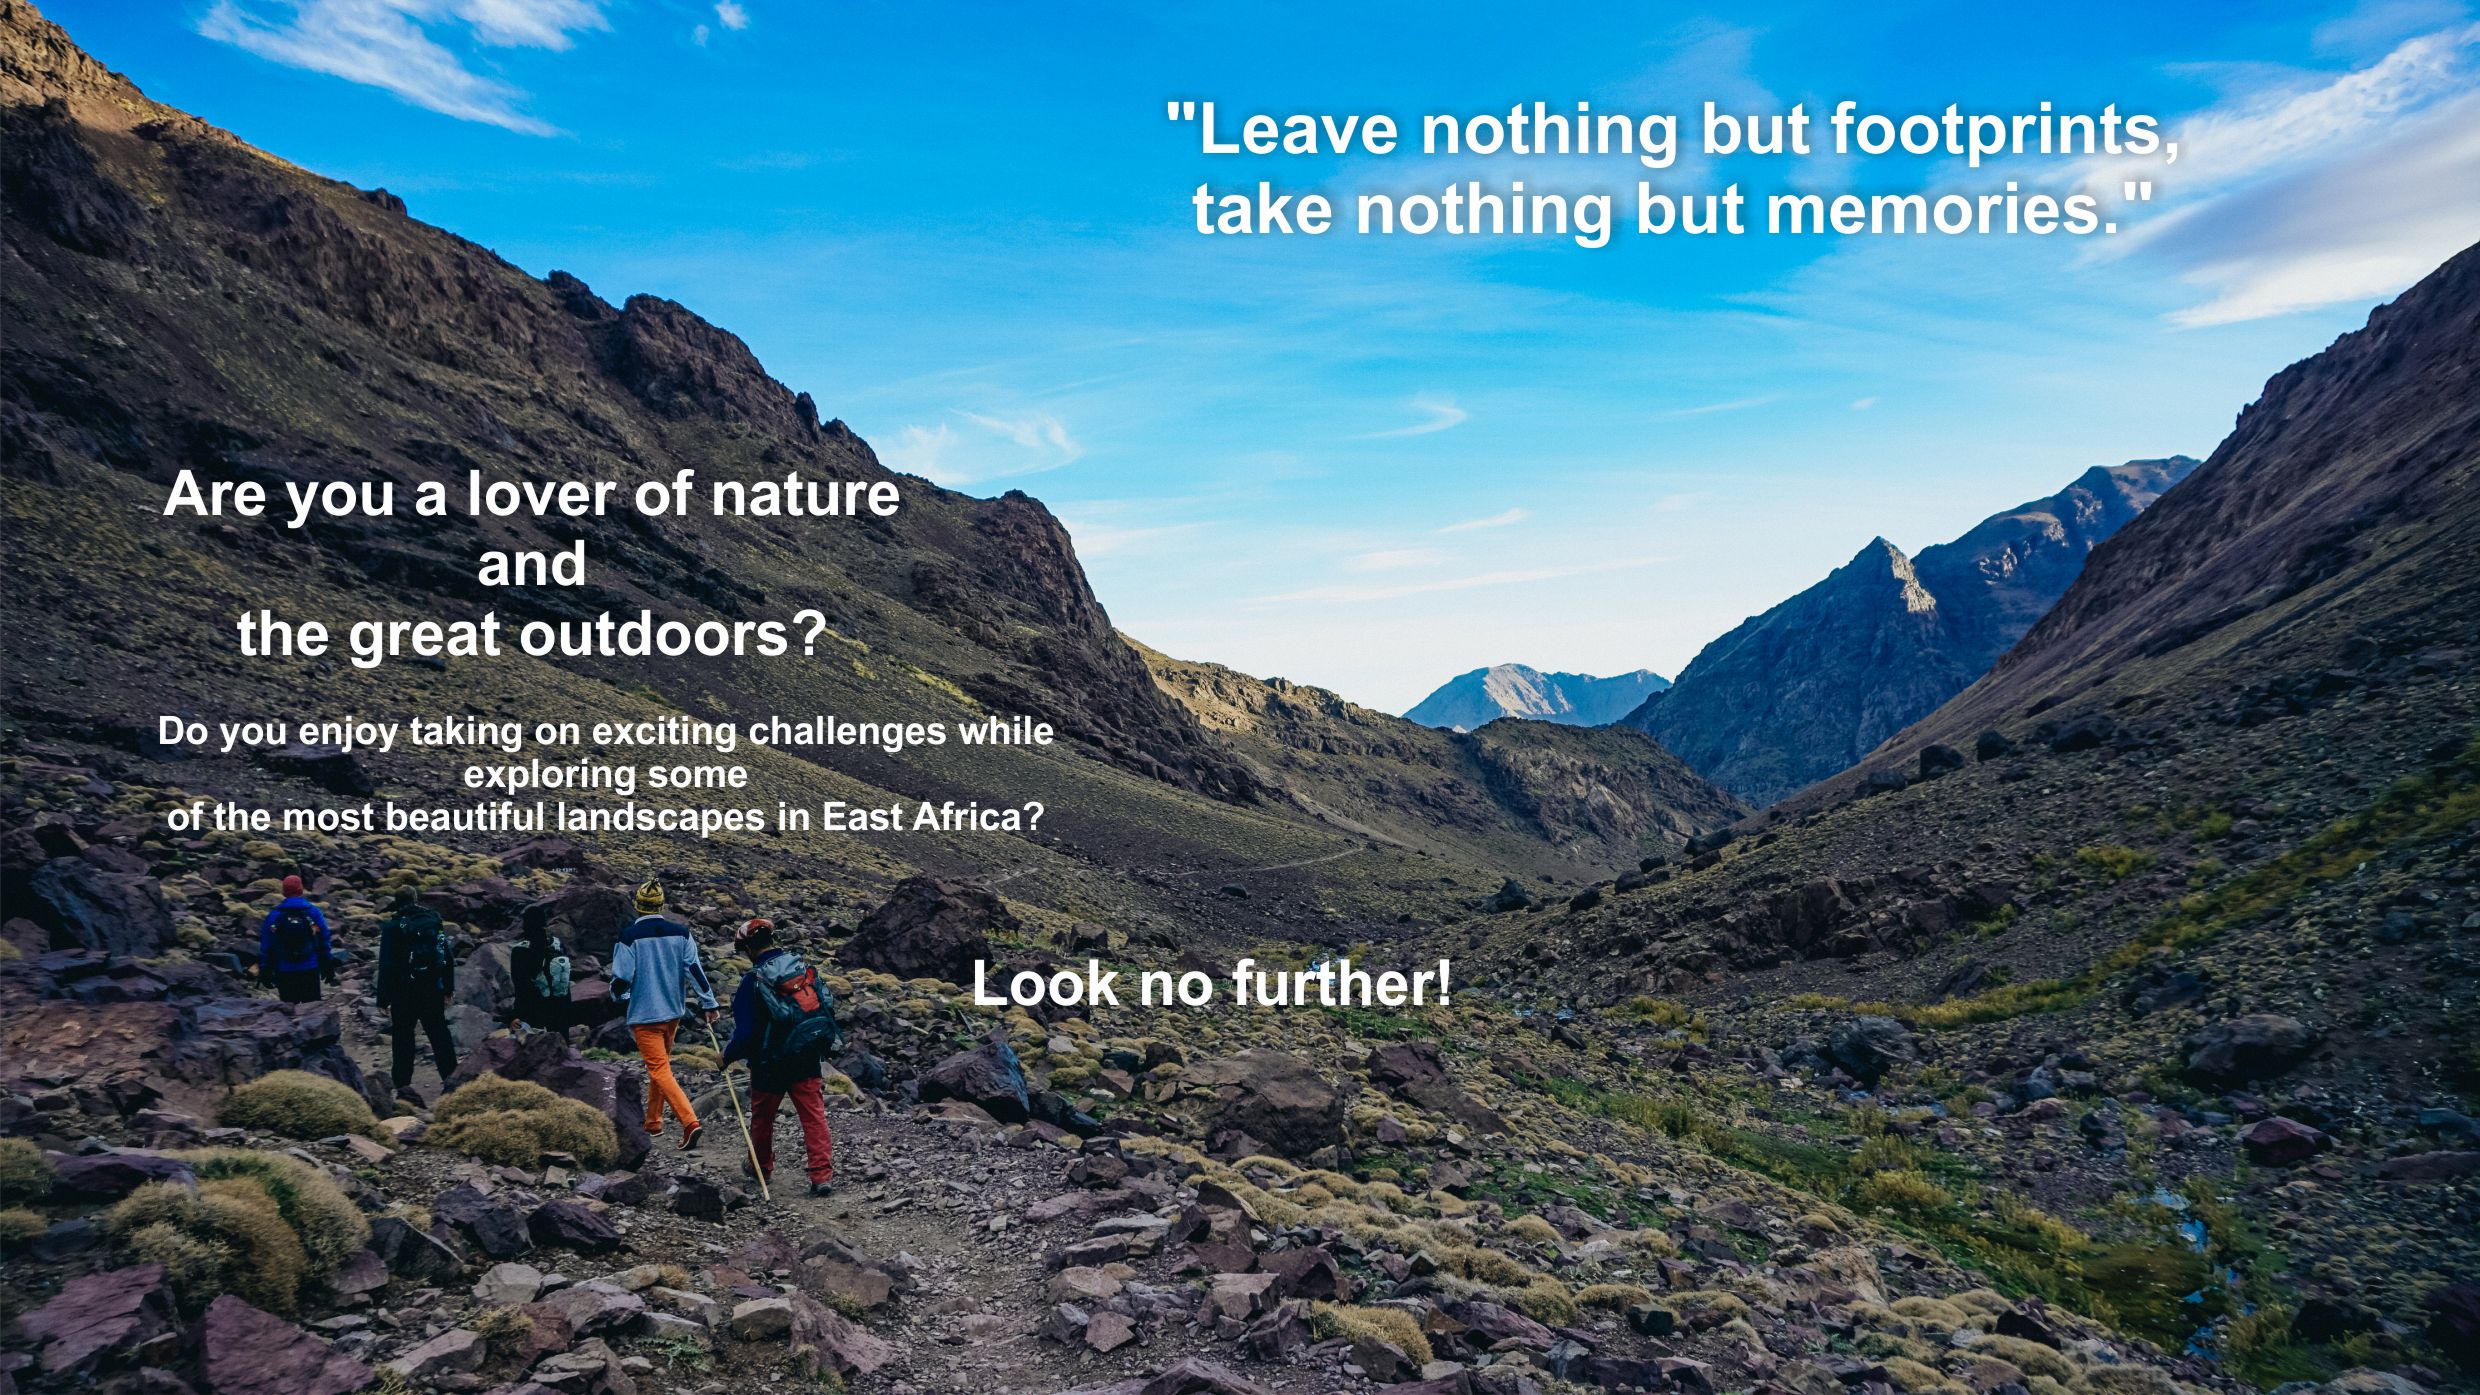 "Leave nothing but footprints,
take nothing but memories."
Are you a lover of nature
and
the great outdoors?
Do you enjoy taking on exciting challenges while
exploring some
of the most beautiful landscapes in East Africa?
Look no further!